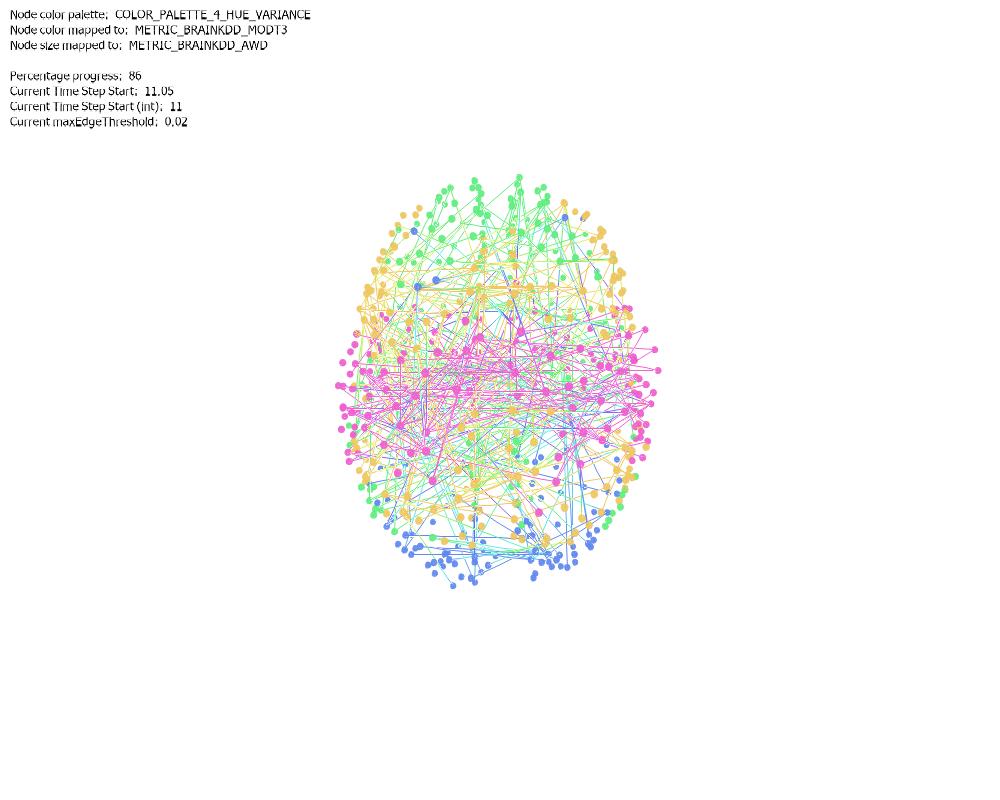 Node color palette: COLOR_PALETTE_4_HUE_VARIANCE
Node color mapped to: METRIC_BRAINKDD_MODT3
Node size mapped to: METRIC_BRAINKDD_AWD
Percentage progress: 86
Current Time Step Start: 11.05
Current Time Step Start (int): 11
Current maxEdgeThreshold: 0.02